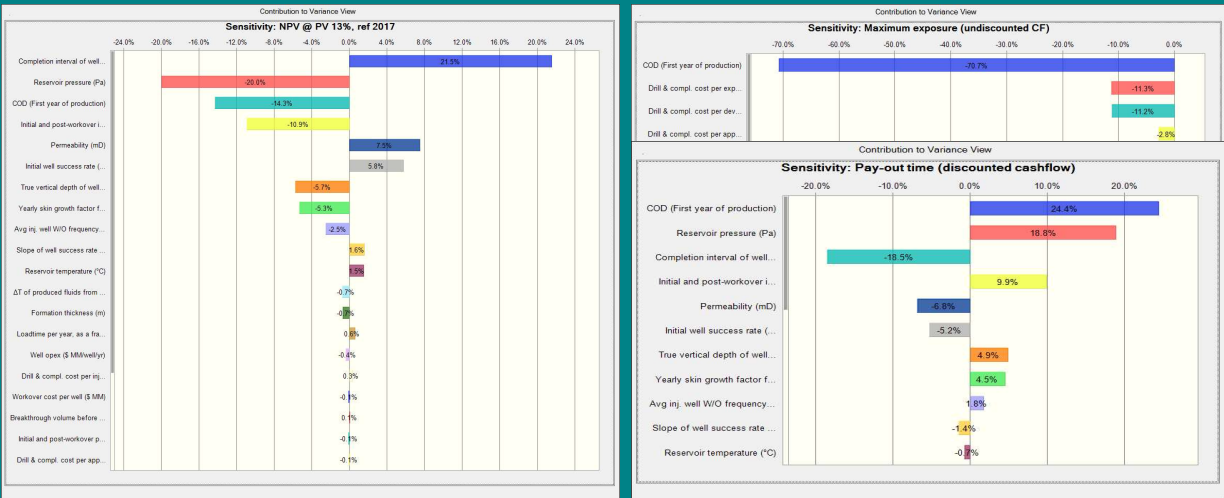 Contribution to Variance View
Sensitivity: NPV @ PV 13%, ref 2017
-24.0% -20.0% -16.0% -12.0% -8.0% -4.0% 0.0% 4.0% 8.0% 12.0% 16.0% 20.0% 24.0%
Completion interval of well... 21.5%
Reservoir pressure (Pa) -20.0%
COD (First year of production) -14.3%
Initial and post-workover i... -10.9%
Permeability (mD) 7.5%
Initial well success rate (... 5.8%
True vertical depth of well... -5.7%
Yearly skin growth factor f... -5.3%
Avg inj. well W/O frequency... -2.5%
Slope of well success rate ... 1.6%
Reservoir temperature (°C) 1.5%
ΔT of produced fluids from ... -0.7%
Formation thickness (m) -0.7%
Loadtime per year, as a fra... 0.6%
Well opex ($ MM/well/yr) -0.4%
Drill & compl. cost per inj... 0.3%
Workover cost per well ($ MM) -0.1%
Breakthrough volume before ... 0.1%
Initial and post-workover p... -0.1%
Drill & compl. cost per app... -0.1%
Contribution to Variance View
Sensitivity: Maximum exposure (undiscounted CF)
-70.0% -60.0% -50.0% -40.0% -30.0% -20.0% -10.0% 0.0%
COD (First year of production) -70.7%
Drill & compl. cost per exp... -11.3%
Drill & compl. cost per dev... -11.2%
Drill & compl. cost per app... -2.8%
Contribution to Variance View
Sensitivity: Pay-out time (discounted cashflow)
-20.0% -10.0% 0.0% 10.0% 20.0%
COD (First year of production) 24.4%
Reservoir pressure (Pa) 18.8%
Completion interval of well... -18.5%
Initial and post-workover i... 9.9%
Permeability (mD) -6.8%
Initial well success rate (... -5.2%
True vertical depth of well... 4.9%
Yearly skin growth factor f... 4.5%
Avg inj. well W/O frequency... 1.8%
Slope of well success rate ... -1.4%
Reservoir temperature (°C) -0.7%